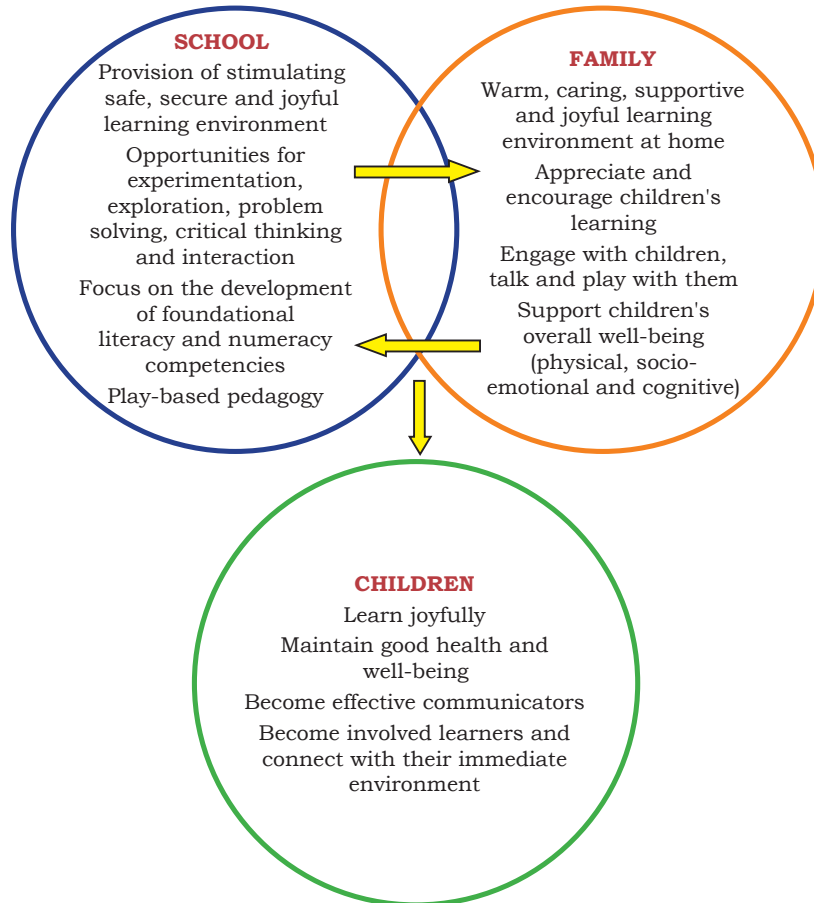 SCHOOL
Provision of stimulating
safe, secure and joyful
learning environment
Opportunities for
experimentation,
exploration, problem
solving, critical thinking
and interaction
Focus on the development
of foundational
literacy and numeracy
competencies
Play-based pedagogy
FAMILY
Warm, caring, supportive
and joyful learning
environment at home
Appreciate and
encourage children's
learning
Engage with children,
talk and play with them
Support children's
overall well-being
(physical, socio-
emotional and cognitive)
CHILDREN
Learn joyfully
Maintain good health and
well-being
Become effective communicators
Become involved learners and
connect with their immediate
environment